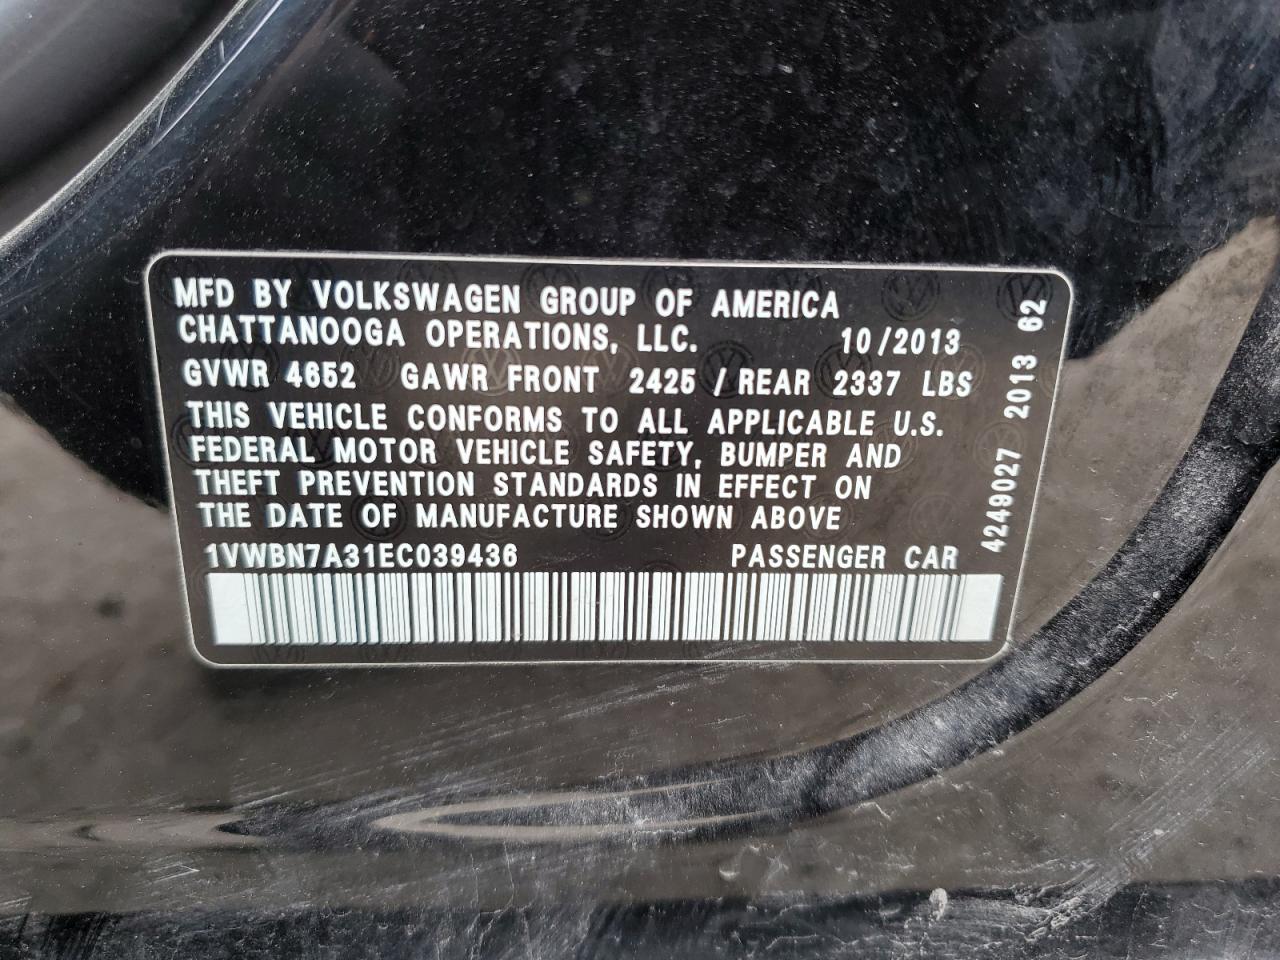 MFD BY VOLKSWAGEN GROUP OF AMERICA
CHATTANOOGA OPERATIONS, LLC. 10/2013
GVWR 4652 GAWR FRONT 2425 / REAR 2337 LBS
THIS VEHICLE CONFORMS TO ALL APPLICABLE U.S.
FEDERAL MOTOR VEHICLE SAFETY, BUMPER AND
THEFT PREVENTION STANDARDS IN EFFECT ON
THE DATE OF MANUFACTURE SHOWN ABOVE
1VWBN7A31EC039436 PASSENGER CAR
4249027 2013 62